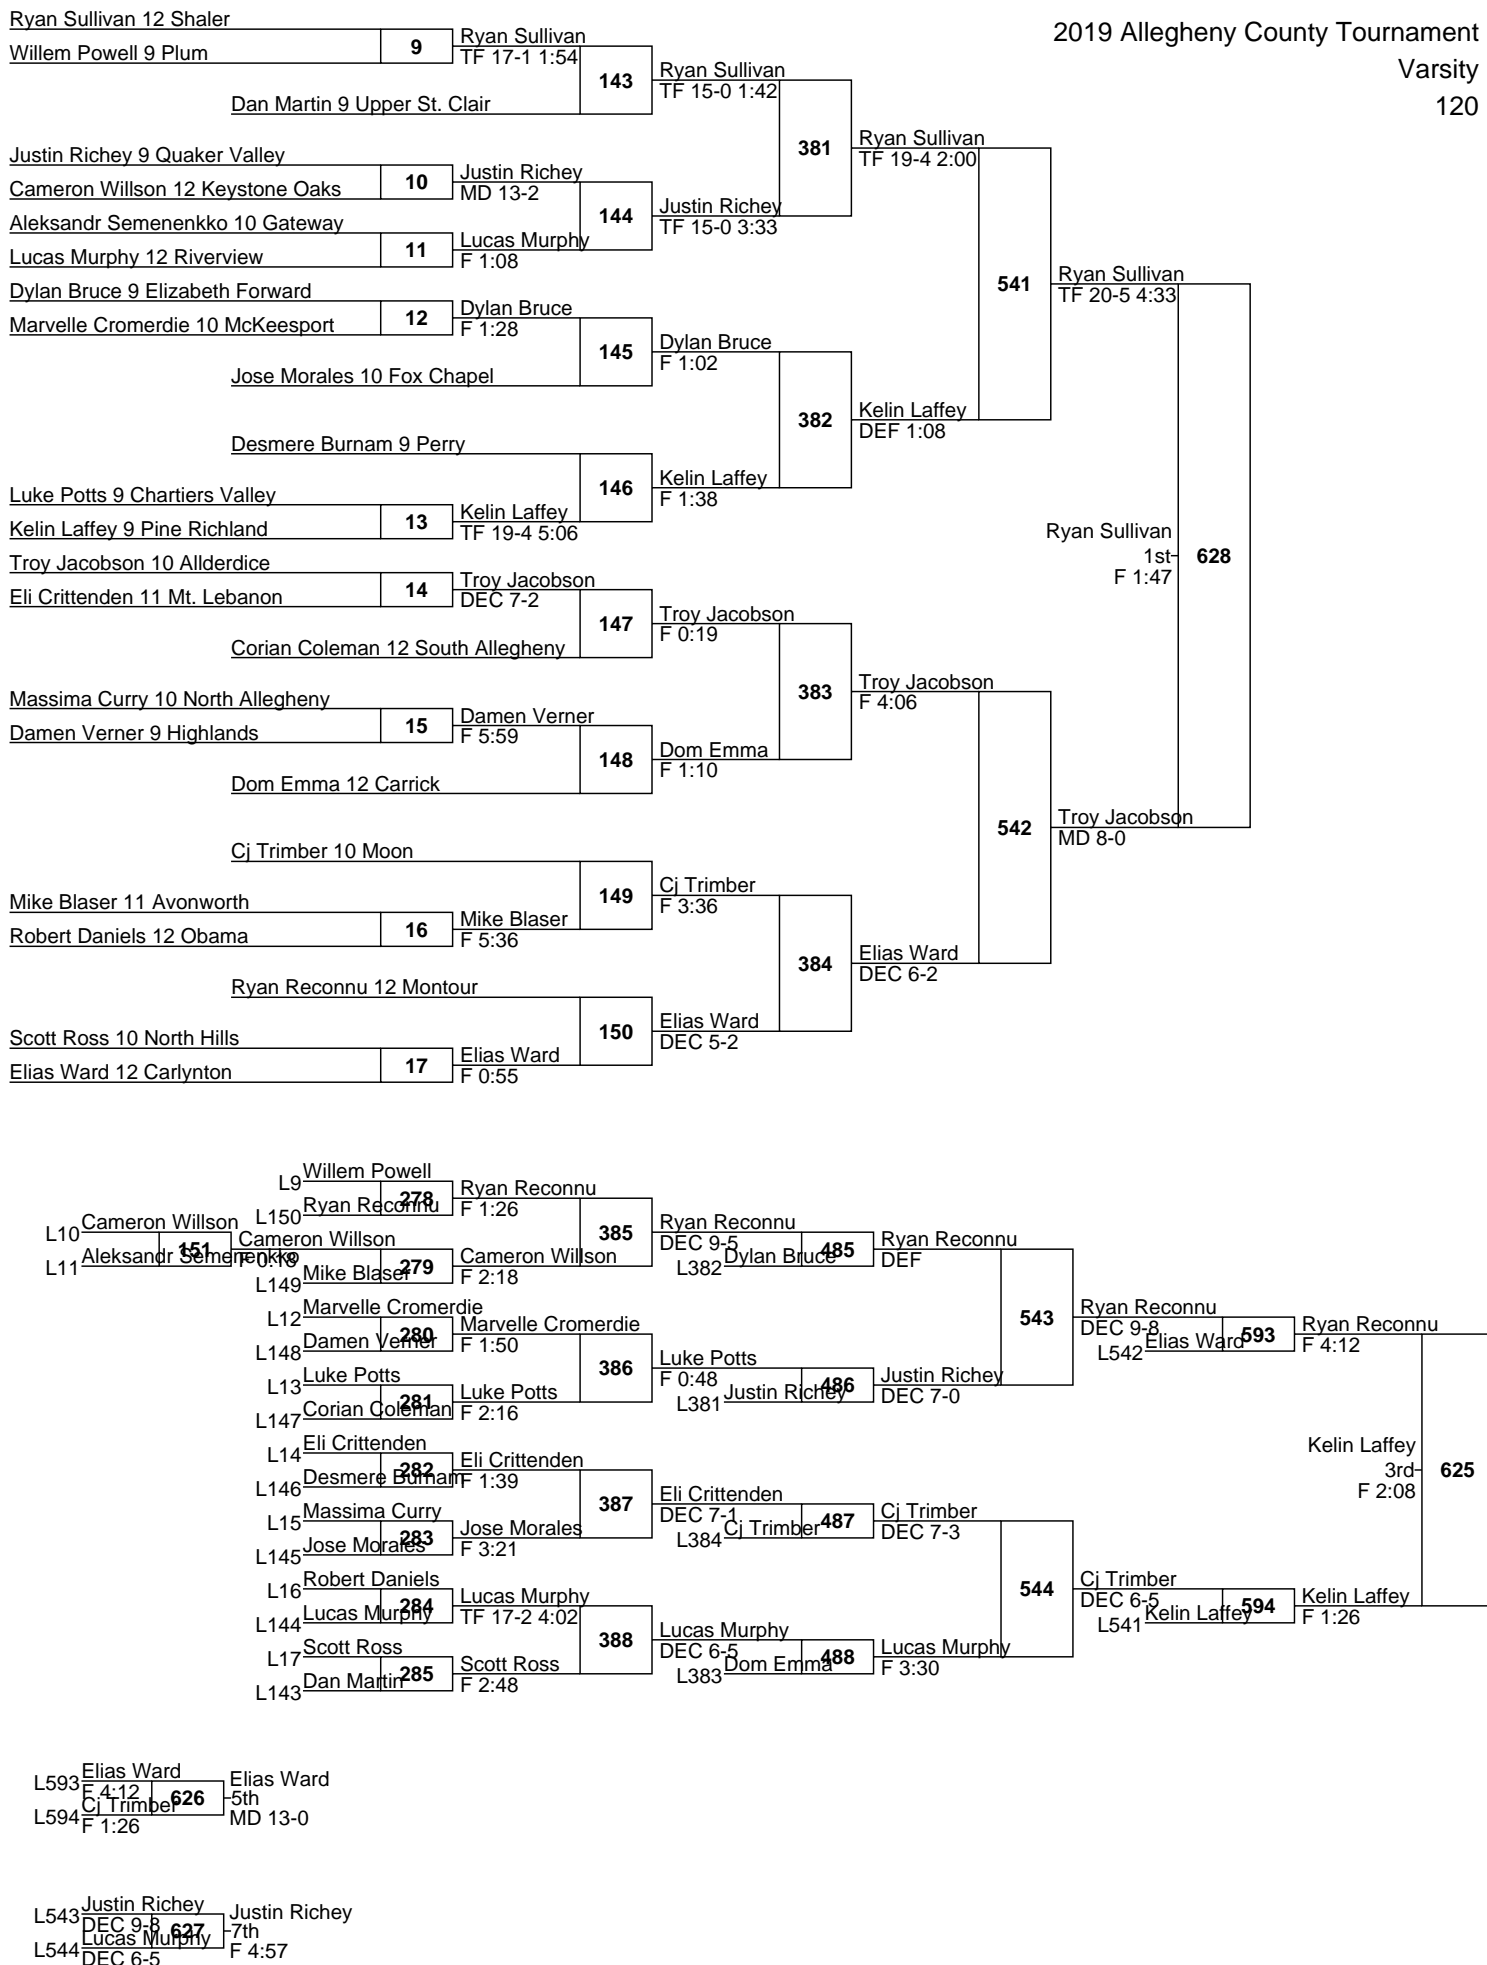 2019 Allegheny County Tournament
Varsity
120
Ryan Sullivan 12 Shaler
Willem Powell 9 Plum
9
Ryan Sullivan
TF 17-1 1:54
Dan Martin 9 Upper St. Clair
143
Ryan Sullivan
TF 15-0 1:42
Justin Richey 9 Quaker Valley
Cameron Willson 12 Keystone Oaks
10
Justin Richey
MD 13-2
Aleksandr Semenenkko 10 Gateway
Lucas Murphy 12 Riverview
11
Lucas Murphy
F 1:08
144
Justin Richey
TF 15-0 3:33
381
Ryan Sullivan
TF 19-4 2:00
Dylan Bruce 9 Elizabeth Forward
Marvelle Cromerdie 10 McKeesport
12
Dylan Bruce
F 1:28
Jose Morales 10 Fox Chapel
145
Dylan Bruce
F 1:02
Desmere Burnam 9 Perry
Luke Potts 9 Chartiers Valley
Kelin Laffey 9 Pine Richland
13
Kelin Laffey
TF 19-4 5:06
146
Kelin Laffey
F 1:38
382
Kelin Laffey
DEF 1:08
541
Ryan Sullivan
TF 20-5 4:33
Troy Jacobson 10 Allderdice
Eli Crittenden 11 Mt. Lebanon
14
Troy Jacobson
DEC 7-2
Corian Coleman 12 South Allegheny
147
Troy Jacobson
F 0:19
Massima Curry 10 North Allegheny
Damen Verner 9 Highlands
15
Damen Verner
F 5:59
Dom Emma 12 Carrick
148
Dom Emma
F 1:10
383
Troy Jacobson
F 4:06
Cj Trimber 10 Moon
Mike Blaser 11 Avonworth
Robert Daniels 12 Obama
16
Mike Blaser
F 5:36
149
Cj Trimber
F 3:36
Ryan Reconnu 12 Montour
Scott Ross 10 North Hills
Elias Ward 12 Carlynton
17
Elias Ward
F 0:55
150
Elias Ward
DEC 5-2
384
Elias Ward
DEC 6-2
542
Troy Jacobson
MD 8-0
Ryan Sullivan
1st
F 1:47
628
L10
Cameron Willson
L11
Aleksandr Semenenkko
151
Cameron Willson
F 0:18
L9
Willem Powell
L150
Ryan Reconnu
278
Ryan Reconnu
F 1:26
L149
Mike Blaser
279
Cameron Willson
F 2:18
385
Ryan Reconnu
DEC 9-5
L382
Dylan Bruce
485
Ryan Reconnu
DEF
L12
Marvelle Cromerdie
L148
Damen Verner
280
Marvelle Cromerdie
F 1:50
L13
Luke Potts
L147
Corian Coleman
281
Luke Potts
F 2:16
386
Luke Potts
F 0:48
L381
Justin Richey
486
Justin Richey
DEC 7-0
543
Ryan Reconnu
DEC 9-8
L542
Elias Ward
593
Ryan Reconnu
F 4:12
L14
Eli Crittenden
L146
Desmere Burnam
282
Eli Crittenden
F 1:39
L15
Massima Curry
L145
Jose Morales
283
Jose Morales
F 3:21
387
Eli Crittenden
DEC 7-1
L384
Cj Trimber
487
Cj Trimber
DEC 7-3
L16
Robert Daniels
L144
Lucas Murphy
284
Lucas Murphy
TF 17-2 4:02
L17
Scott Ross
L143
Dan Martin
285
Scott Ross
F 2:48
388
Lucas Murphy
DEC 6-5
L383
Dom Emma
488
Lucas Murphy
F 3:30
544
Cj Trimber
DEC 6-5
L541
Kelin Laffey
594
Kelin Laffey
F 1:26
Kelin Laffey
3rd
F 2:08
625
L593
Elias Ward
F 4:12
L594
Cj Trimber
F 1:26
626
Elias Ward
5th
MD 13-0
L543
Justin Richey
DEC 9-8
L544
Lucas Murphy
DEC 6-5
627
Justin Richey
7th
F 4:57